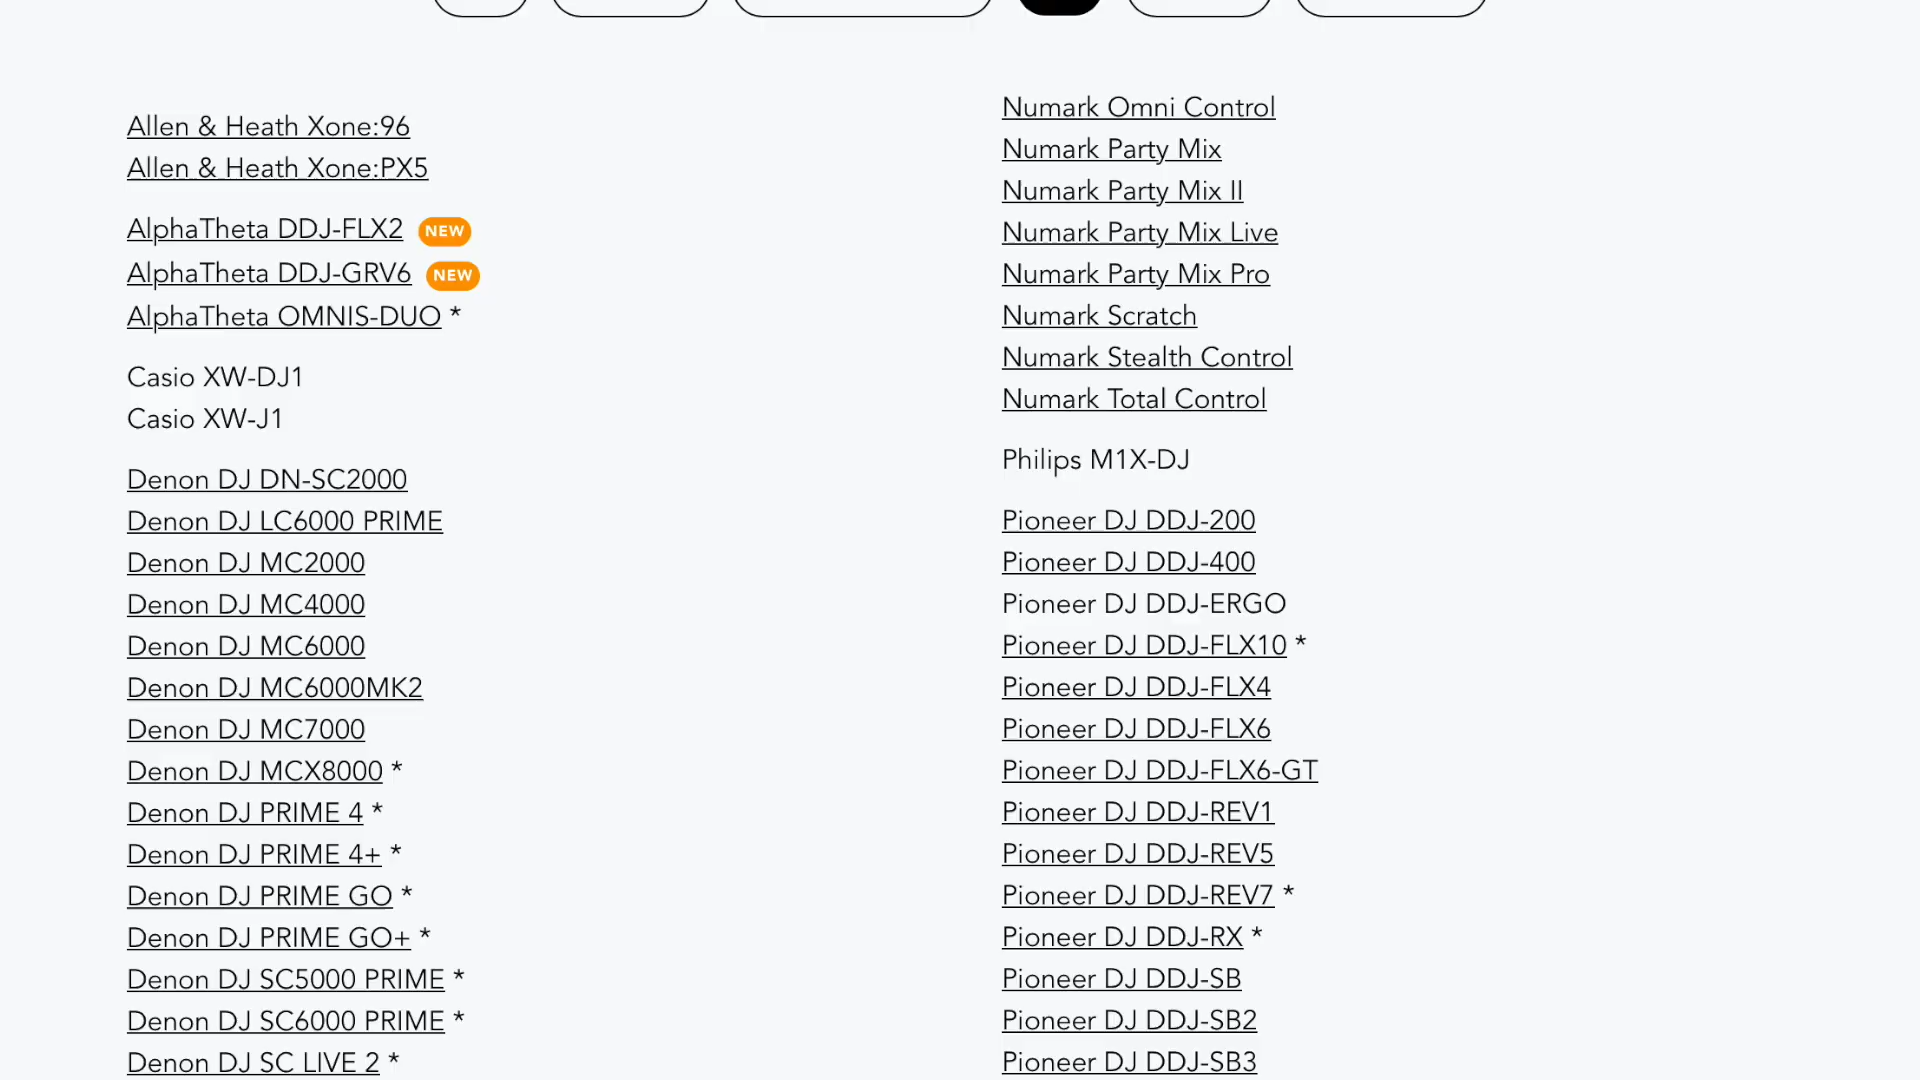 Allen & Heath Xone:96
Allen & Heath Xone:PX5
AlphaTheta DDJ-FLX2 NEW
AlphaTheta DDJ-GRV6 NEW
AlphaTheta OMNIS-DUO *
Casio XW-DJ1
Casio XW-J1
Denon DJ DN-SC2000
Denon DJ LC6000 PRIME
Denon DJ MC2000
Denon DJ MC4000
Denon DJ MC6000
Denon DJ MC6000MK2
Denon DJ MC7000
Denon DJ MCX8000 *
Denon DJ PRIME 4 *
Denon DJ PRIME 4+ *
Denon DJ PRIME GO *
Denon DJ PRIME GO+ *
Denon DJ SC5000 PRIME *
Denon DJ SC6000 PRIME *
Denon DJ SC LIVE 2 *
Numark Omni Control
Numark Party Mix
Numark Party Mix II
Numark Party Mix Live
Numark Party Mix Pro
Numark Scratch
Numark Stealth Control
Numark Total Control
Philips M1X-DJ
Pioneer DJ DDJ-200
Pioneer DJ DDJ-400
Pioneer DJ DDJ-ERGO
Pioneer DJ DDJ-FLX10 *
Pioneer DJ DDJ-FLX4
Pioneer DJ DDJ-FLX6
Pioneer DJ DDJ-FLX6-GT
Pioneer DJ DDJ-REV1
Pioneer DJ DDJ-REV5
Pioneer DJ DDJ-REV7 *
Pioneer DJ DDJ-RX *
Pioneer DJ DDJ-SB
Pioneer DJ DDJ-SB2
Pioneer DJ DDJ-SB3